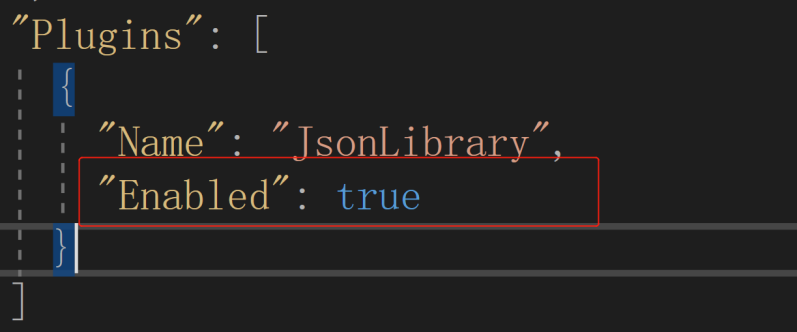 "Plugins": [
{
"Name": "JsonLibrary",
"Enabled": true
}
]